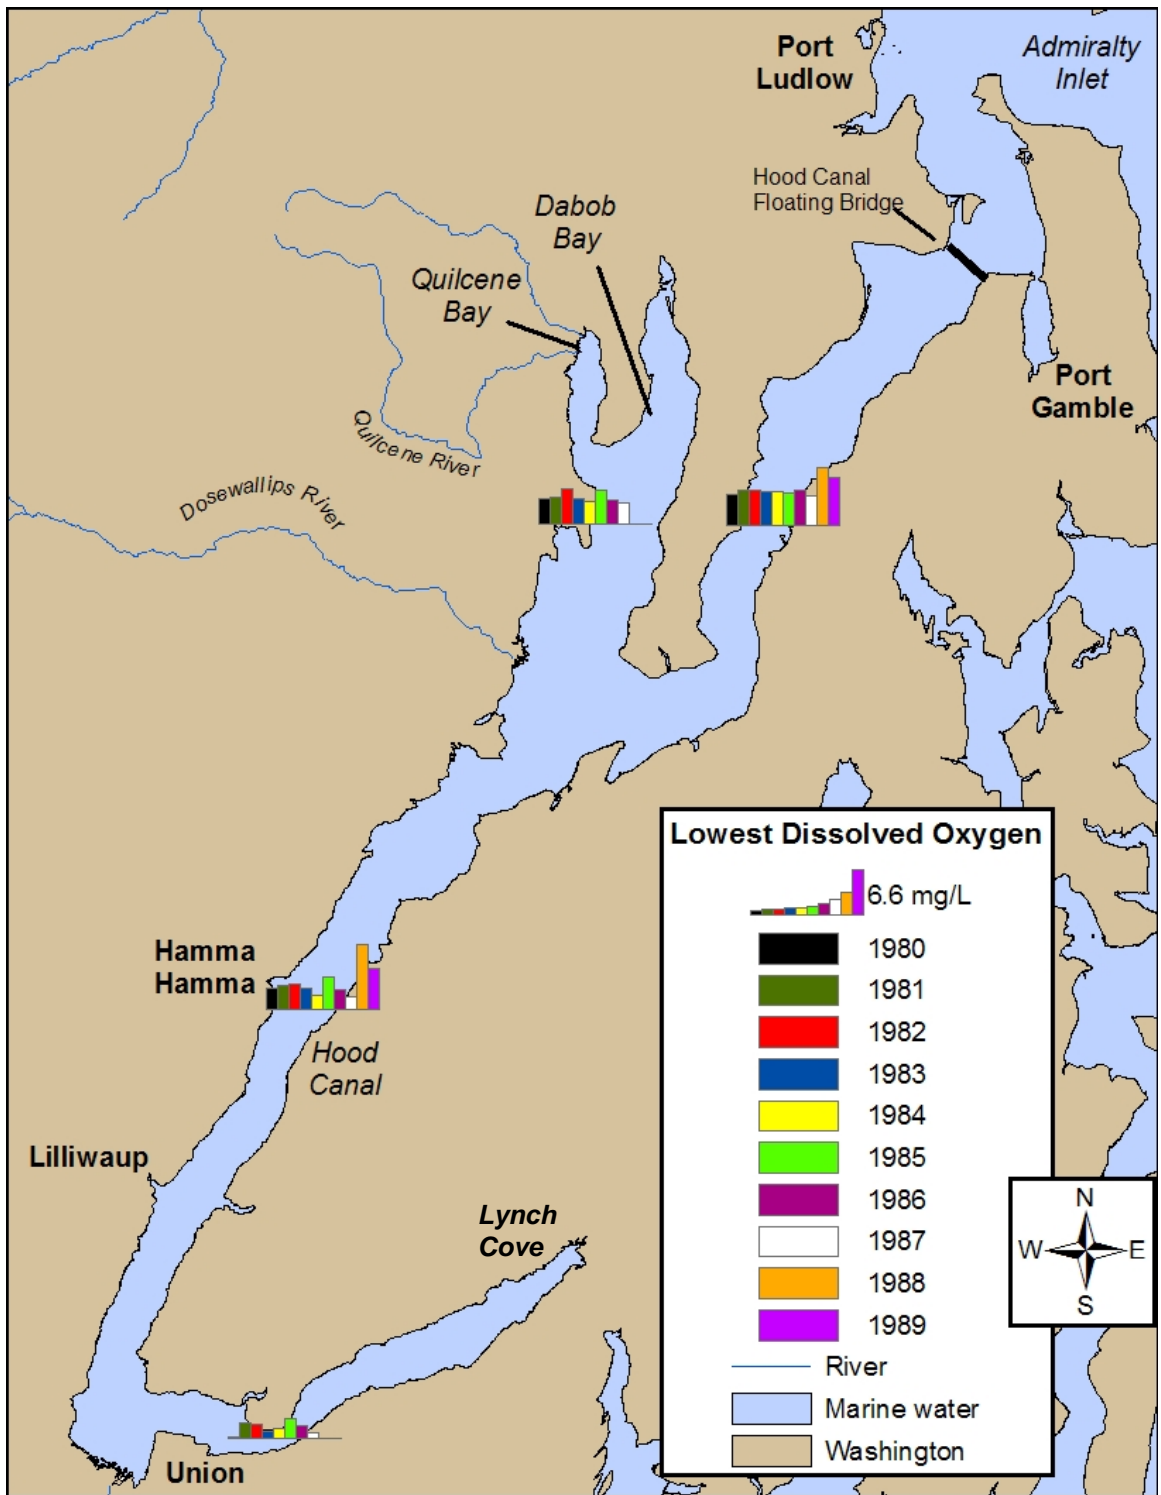 Port
Ludlow
Admiralty
Inlet
Hood Canal
Floating Bridge
Dabob
Bay
Quilcene
Bay
Port
Gamble
Quilcene River
Dosewallips River
Hamma
Hamma
Hood
Canal
Lilliwaup
Lynch
Cove
Union
Lowest Dissolved Oxygen
6.6 mg/L
1980
1981
1982
1983
1984
1985
1986
1987
1988
1989
River
Marine water
Washington
N
W E
S